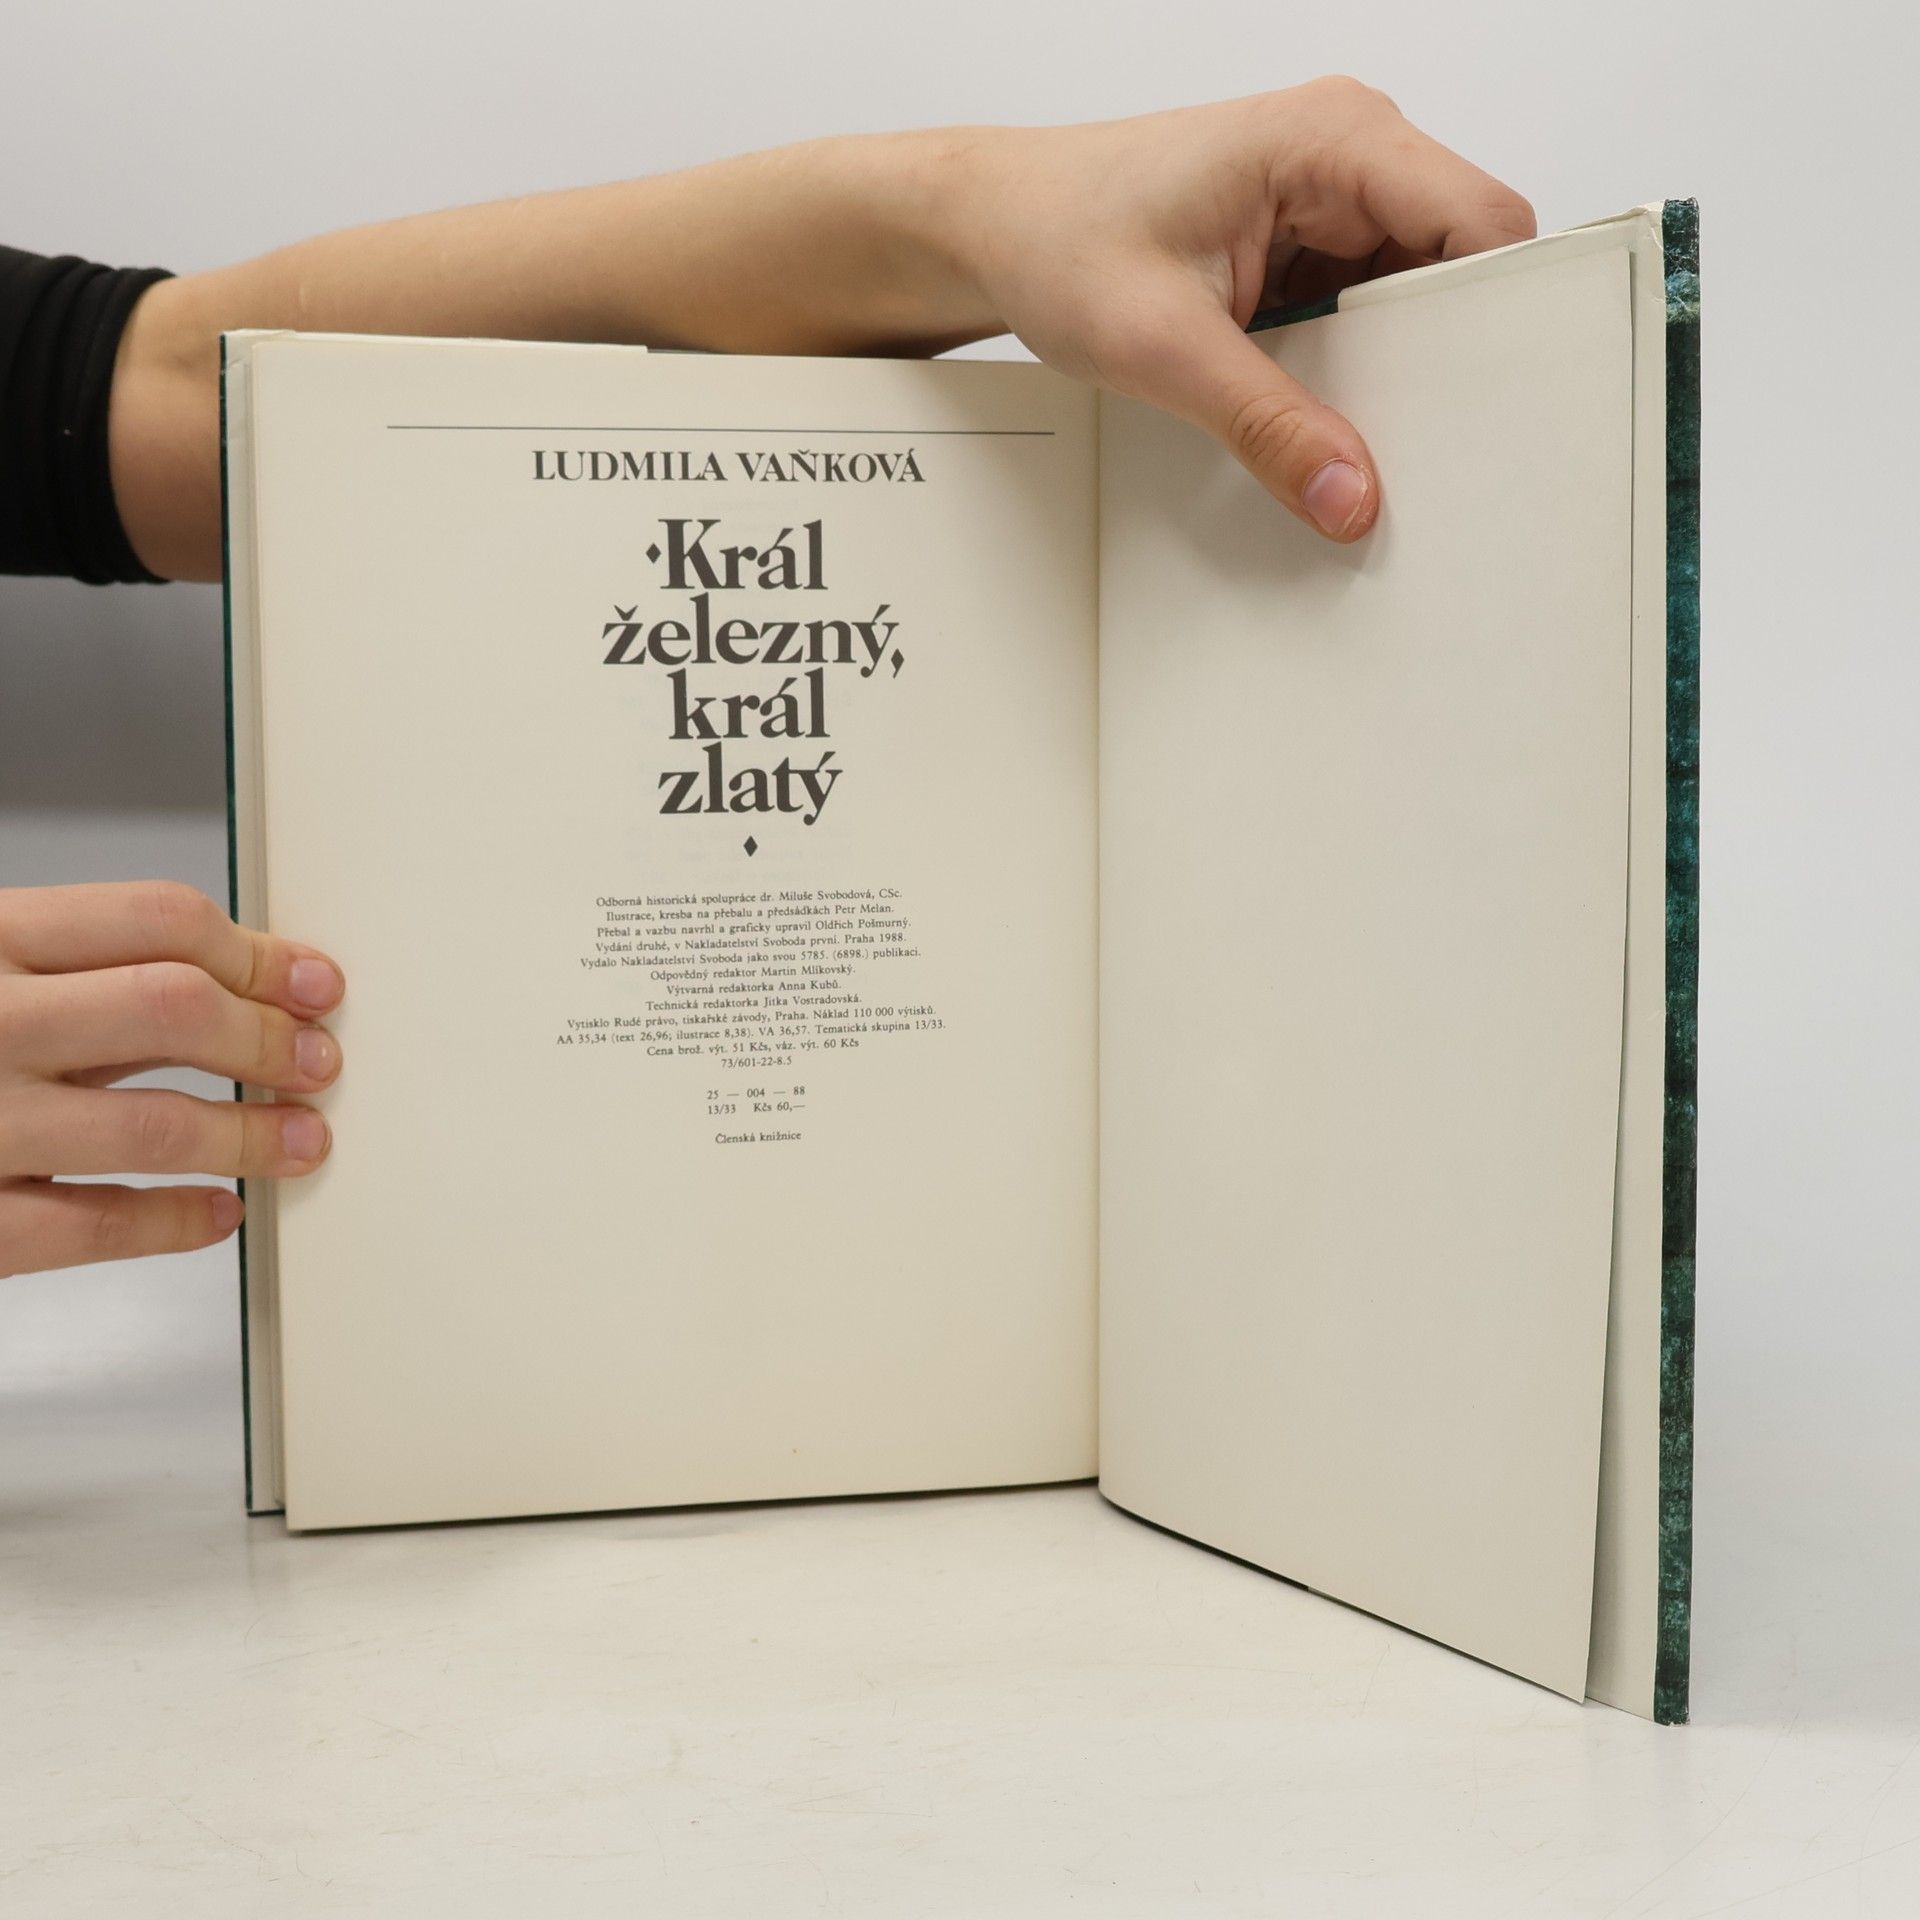 LUDMILA VAŇKOVÁ
Král
železný,
král
zlatý
Odborná historická spolupráce dr. Miluše Svobodová, CSc.
Ilustrace, kresba na přebalu a předsádkách Petr Melan.
Přebal a vazbu navrhl a graficky upravil Oldřich Pošmurný.
Vydání druhé, v Nakladatelství Svoboda první. Praha 1988.
Vydalo Nakladatelství Svoboda jako svou 5785. (6898.) publikaci.
Odpovědný redaktor Martin Mlíkovský.
Výtvarná redaktorka Anna Kubů.
Technická redaktorka Jitka Vostradovská.
Vytisklo Rudé právo, tiskařské závody, Praha. Náklad 110 000 výtisků.
AA 35,34 (text 26,96; ilustrace 8,38). VA 36,57. Tematická skupina 13/33.
Cena brož. výt. 51 Kčs, váz. výt. 60 Kčs
73/601-22-8.5
25 — 004 — 88
13/33 Kčs 60,—
Členská knižnice